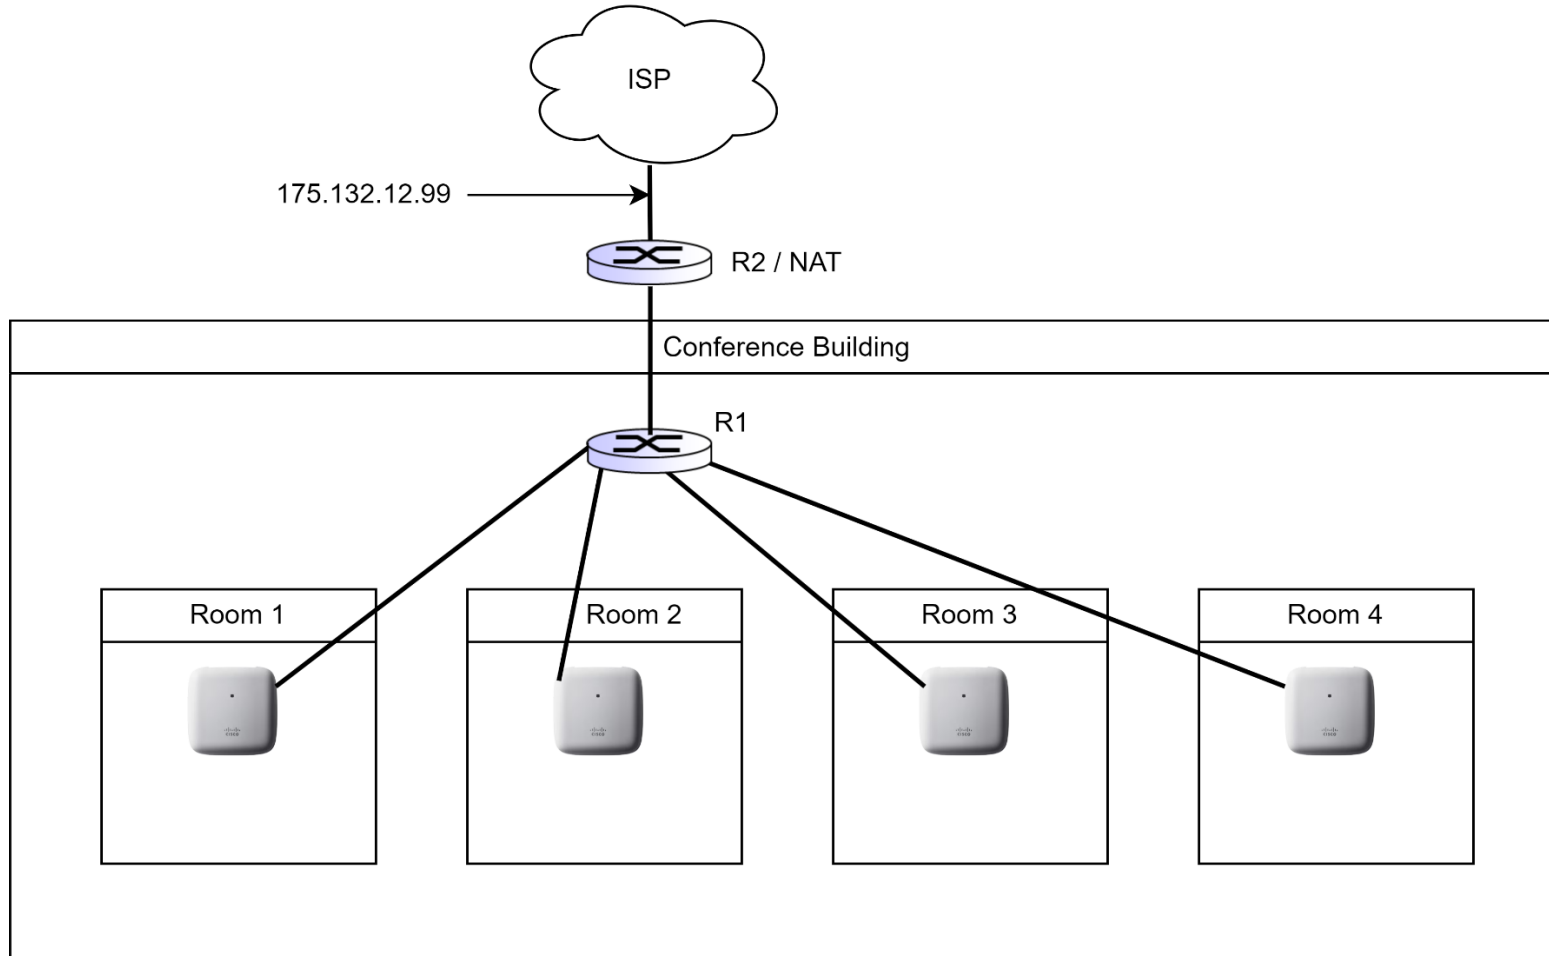 ISP
175.132.12.99
R2 / NAT
Conference Building
R1
Room 1
Room 2
Room 3
Room 4